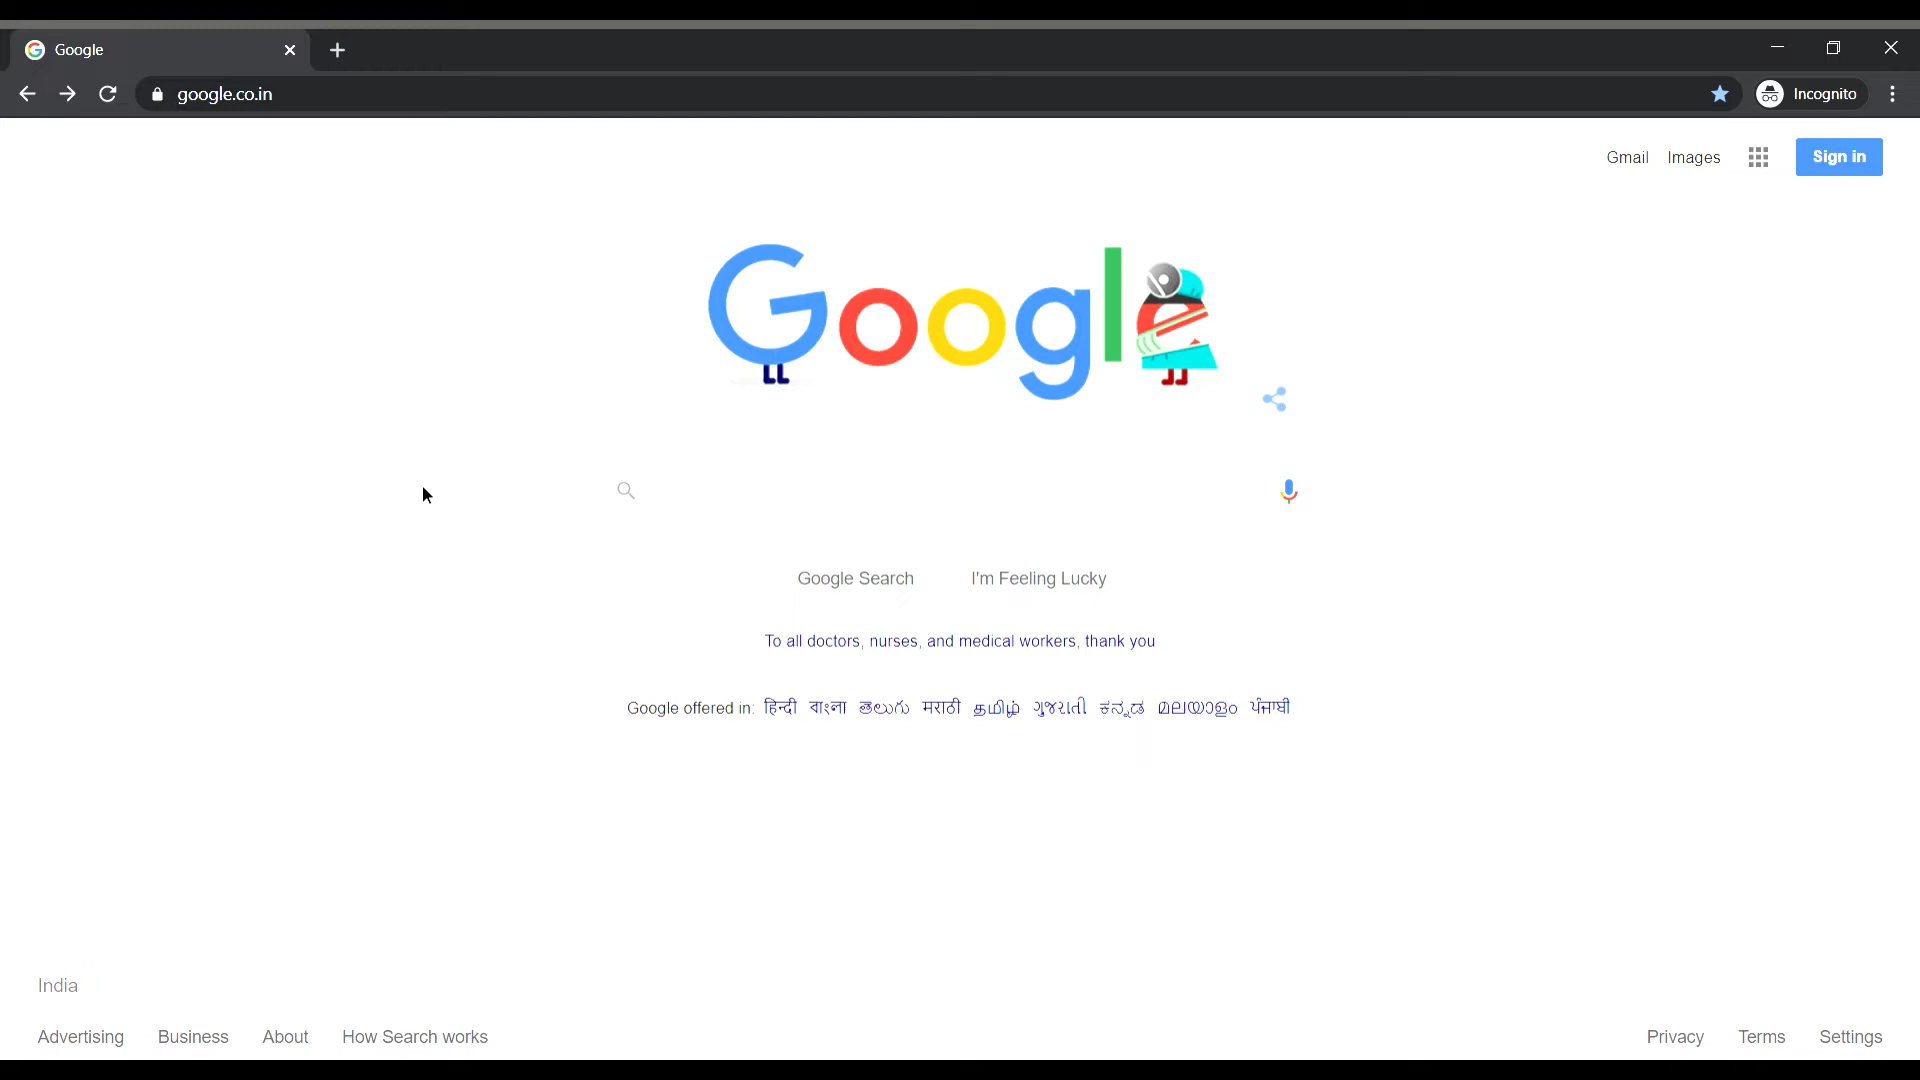 Google
google.co.in
Incognito
Gmail Images
Sign in
Google
Google Search I'm Feeling Lucky
To all doctors, nurses, and medical workers, thank you
Google offered in: हिन्दी বাংলা తెలుగు मराठी தமிழ் ગુજરાતી ಕನ್ನಡ മലയാളം ਪੰਜਾਬੀ
India
Advertising Business About How Search works
Privacy Terms Settings